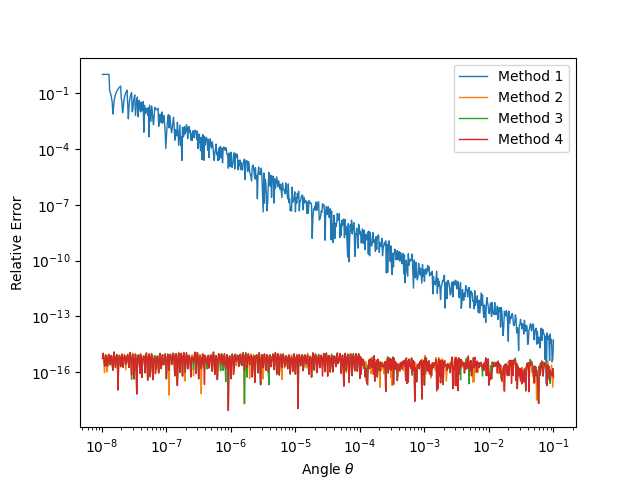 Method 1
Method 2
Method 3
Method 4
10⁻¹
10⁻⁴
10⁻⁷
10⁻¹⁰
10⁻¹³
10⁻¹⁶
Relative Error
10⁻⁸
10⁻⁷
10⁻⁶
10⁻⁵
10⁻⁴
10⁻³
10⁻²
10⁻¹
Angle θ